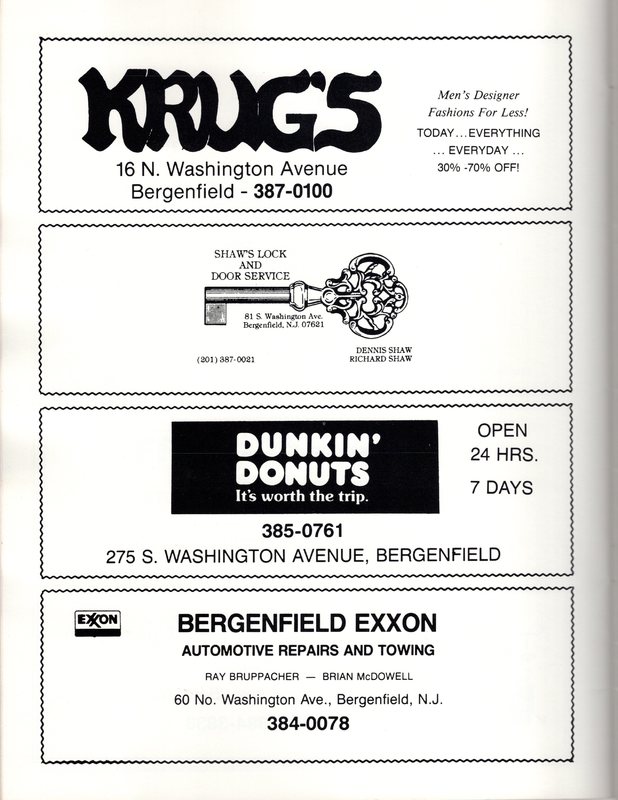 KRUG'S
16 N. Washington Avenue
Bergenfield - 387-0100
Men's Designer
Fashions For Less!
TODAY...EVERYTHING
... EVERYDAY ...
30% -70% OFF!
SHAW'S LOCK
AND
DOOR SERVICE
81 S. Washington Ave.
Bergenfield, N.J. 07621
(201) 387-0021
DENNIS SHAW
RICHARD SHAW
DUNKIN'
DONUTS
It's worth the trip.
OPEN
24 HRS.
7 DAYS
385-0761
275 S. WASHINGTON AVENUE, BERGENFIELD
EXXON
BERGENFIELD EXXON
AUTOMOTIVE REPAIRS AND TOWING
RAY BRUPPACHER — BRIAN McDOWELL
60 No. Washington Ave., Bergenfield, N.J.
384-0078